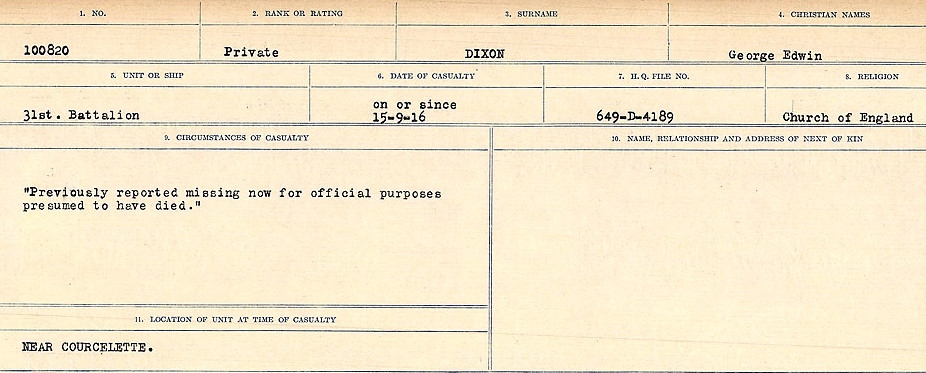 1. NO.
2. RANK OR RATING
3. SURNAME
4. CHRISTIAN NAMES
100820
Private
DIXON
George Edwin
5. UNIT OR SHIP
6. DATE OF CASUALTY
7. H.Q. FILE NO.
8. RELIGION
31st. Battalion
on or since
15-9-16
649-D-4189
Church of England
9. CIRCUMSTANCES OF CASUALTY
10. NAME, RELATIONSHIP AND ADDRESS OF NEXT OF KIN
"Previously reported missing now for official purposes
presumed to have died."
11. LOCATION OF UNIT AT TIME OF CASUALTY
NEAR COURCELETTE.